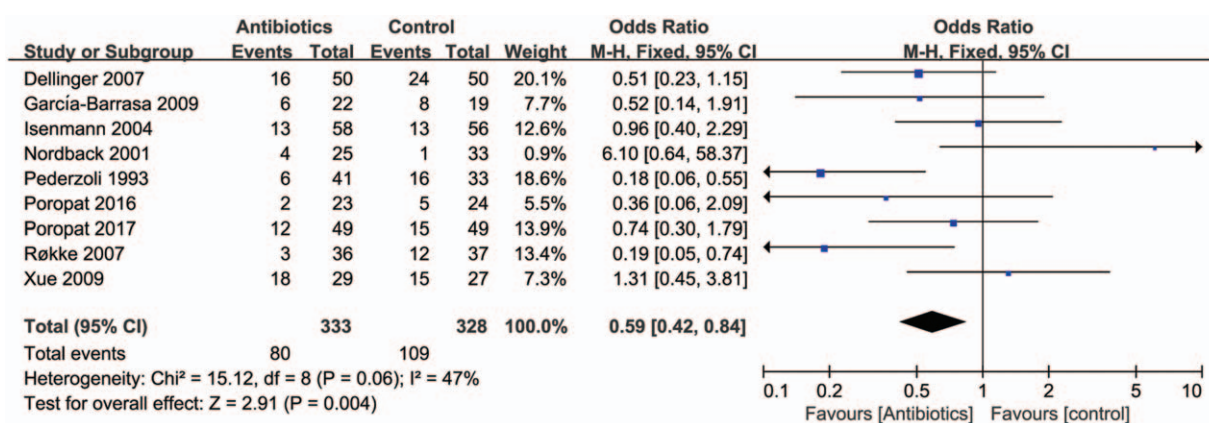 Antibiotics Control Odds Ratio Odds Ratio
Study or Subgroup Events Total Events Total Weight M-H, Fixed, 95% CI M-H, Fixed, 95% CI
Dellinger 2007 16 50 24 50 20.1% 0.51 [0.23, 1.15]
García-Barrasa 2009 6 22 8 19 7.7% 0.52 [0.14, 1.91]
Isenmann 2004 13 58 13 56 12.6% 0.96 [0.40, 2.29]
Nordback 2001 4 25 1 33 0.9% 6.10 [0.64, 58.37]
Pederzoli 1993 6 41 16 33 18.6% 0.18 [0.06, 0.55]
Poropat 2016 2 23 5 24 5.5% 0.36 [0.06, 2.09]
Poropat 2017 12 49 15 49 13.9% 0.74 [0.30, 1.79]
Røkke 2007 3 36 12 37 13.4% 0.19 [0.05, 0.74]
Xue 2009 18 29 15 27 7.3% 1.31 [0.45, 3.81]
Total (95% CI) 333 328 100.0% 0.59 [0.42, 0.84]
Total events 80 109
Heterogeneity: Chi² = 15.12, df = 8 (P = 0.06); I² = 47%
Test for overall effect: Z = 2.91 (P = 0.004)
0.1 0.2 0.5 1 2 5 10
Favours [Antibiotics] Favours [control]